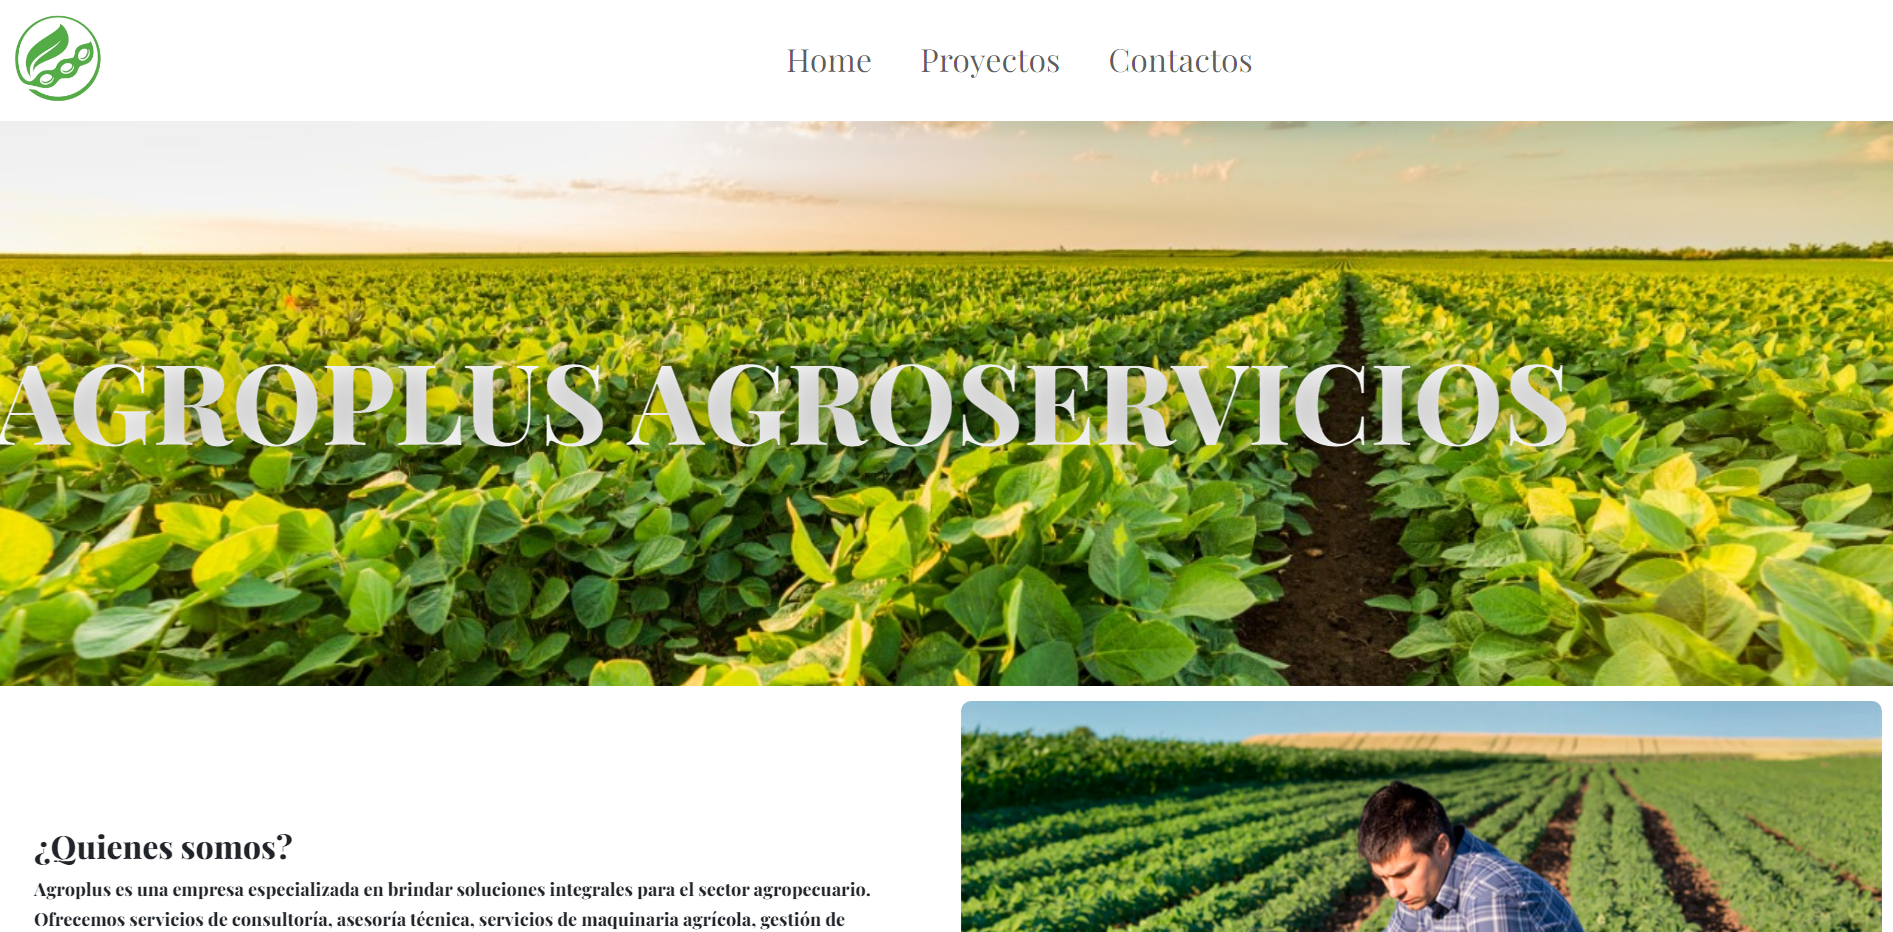 Home Proyectos Contactos
AGROPLUS AGROSERVICIOS
¿Quienes somos?
Agroplus es una empresa especializada en brindar soluciones integrales para el sector agropecuario.
Ofrecemos servicios de consultoría, asesoría técnica, servicios de maquinaria agrícola, gestión de